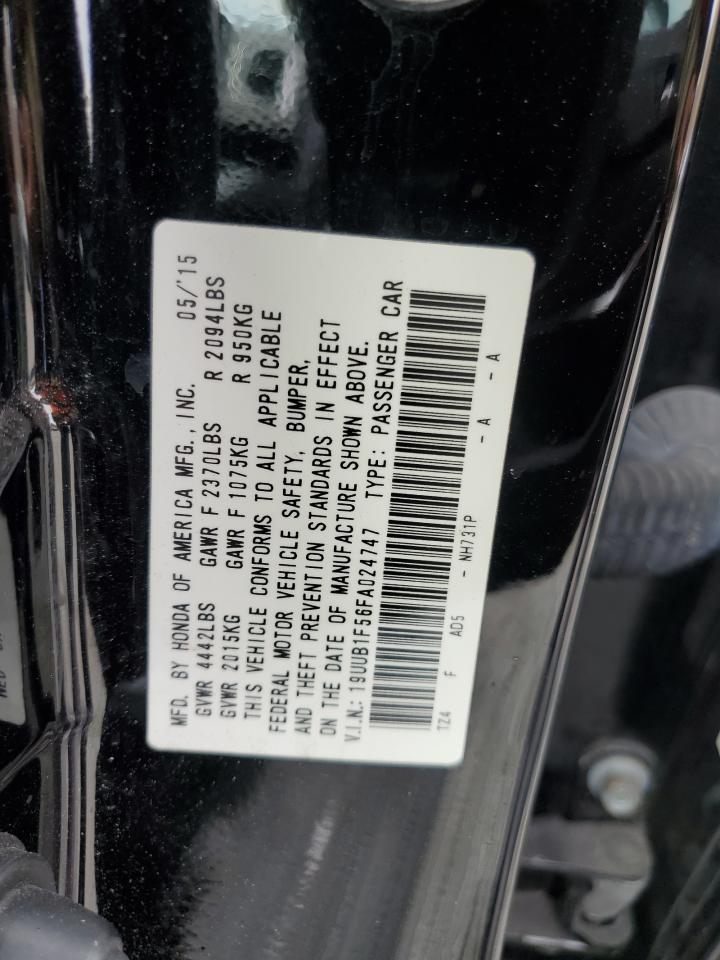 MFD. BY HONDA OF AMERICA MFG., INC. 05/'15
GVWR 4442LBS GAWR F 2370LBS R 2094LBS
GVWR 2015KG GAWR F 1075KG R 950KG
THIS VEHICLE CONFORMS TO ALL APPLICABLE
FEDERAL MOTOR VEHICLE SAFETY, BUMPER,
AND THEFT PREVENTION STANDARDS IN EFFECT
ON THE DATE OF MANUFACTURE SHOWN ABOVE.
V.I.N.: 19UUB1F56FA024747 TYPE: PASSENGER CAR
TZ4 F AD5 - NH731P - A - A